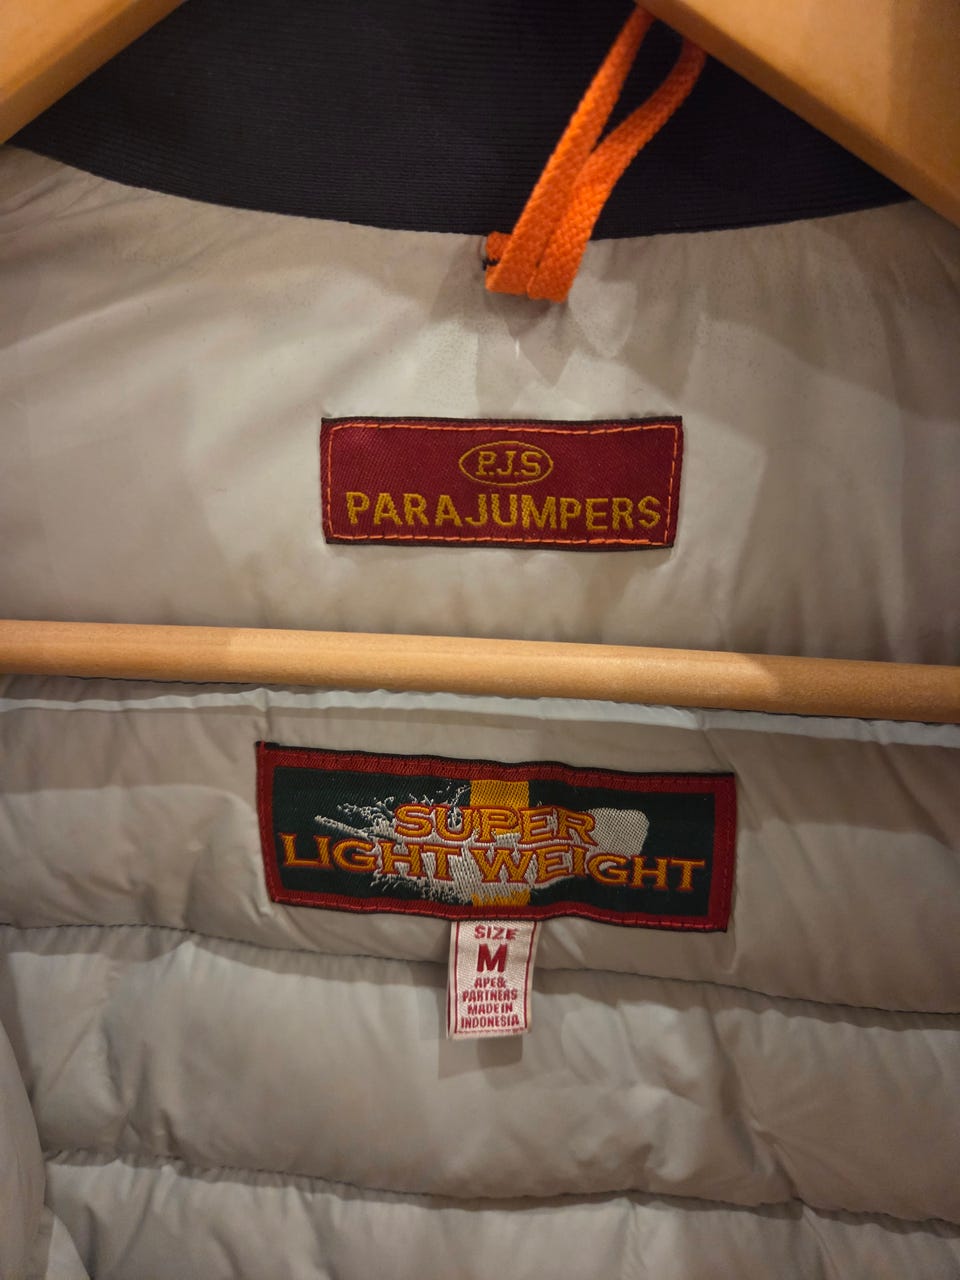 P.J.S
PARAJUMPERS
SUPER
LIGHT WEIGHT
SIZE
M
APE&
PARTNERS
MADE IN
INDONESIA